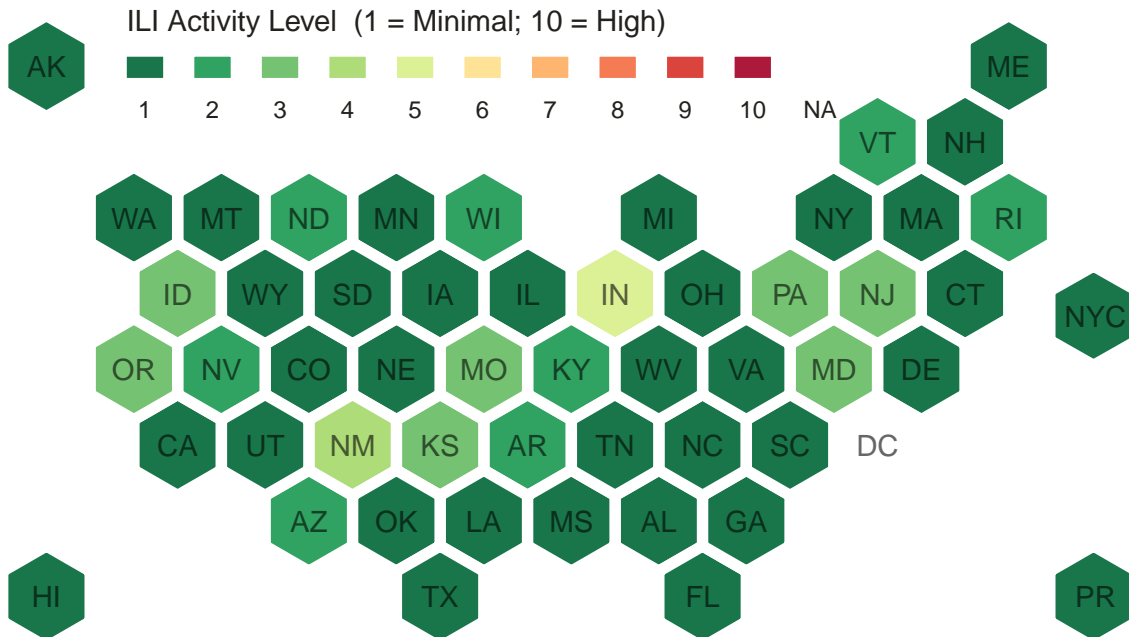 ILI Activity Level (1 = Minimal; 10 = High)
AK
ME
1 2 3 4 5 6 7 8 9 10 NA
VT NH
WA MT ND MN WI MI NY MA RI
ID WY SD IA IL IN OH PA NJ CT
NYC
OR NV CO NE MO KY WV VA MD DE
CA UT NM KS AR TN NC SC DC
AZ OK LA MS AL GA
HI TX FL PR